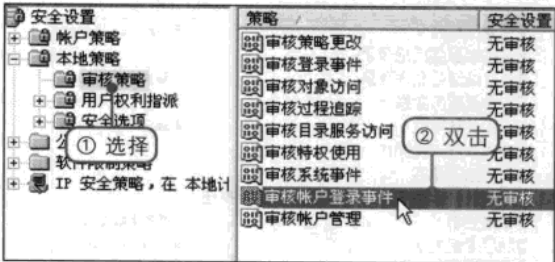 安全设置
帐户策略
本地策略
审核策略
用户权利指派
安全选项
① 选择
公
软件限制策略
IP 安全策略，在 本地计
策略 安全设置
审核策略更改 无审核
审核登录事件 无审核
审核对象访问 无审核
审核过程追踪 无审核
审核目录服务访问 无审核
② 双击
审核特权使用 无审核
审核系统事件 无审核
审核帐户登录事件 无审核
审核帐户管理 无审核